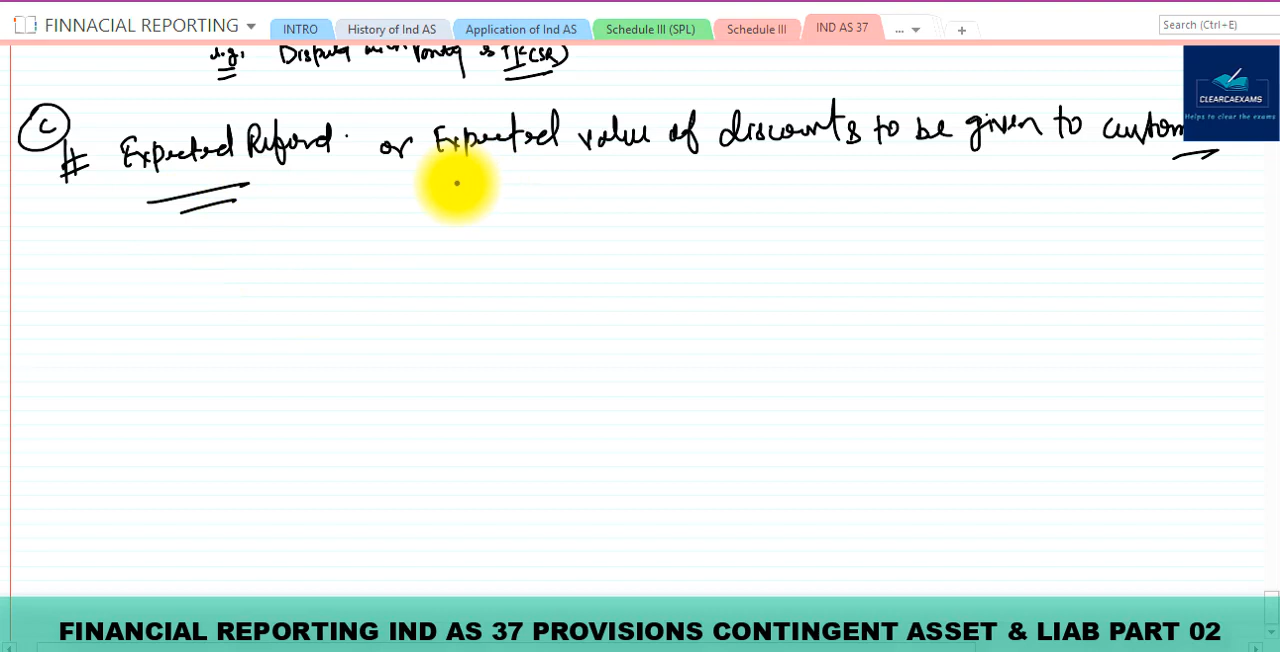 FINNACIAL REPORTING
INTRO
History of Ind AS
Application of Ind AS
Schedule III (SPL)
Schedule III
IND AS 37
...
+
Search (Ctrl+E)
e.g.
CLEARCAEXAMS
Helps to clear the exams
C
# Expected Refund. or Expected value of discounts to be given to custom
FINANCIAL REPORTING IND AS 37 PROVISIONS CONTINGENT ASSET & LIAB PART 02